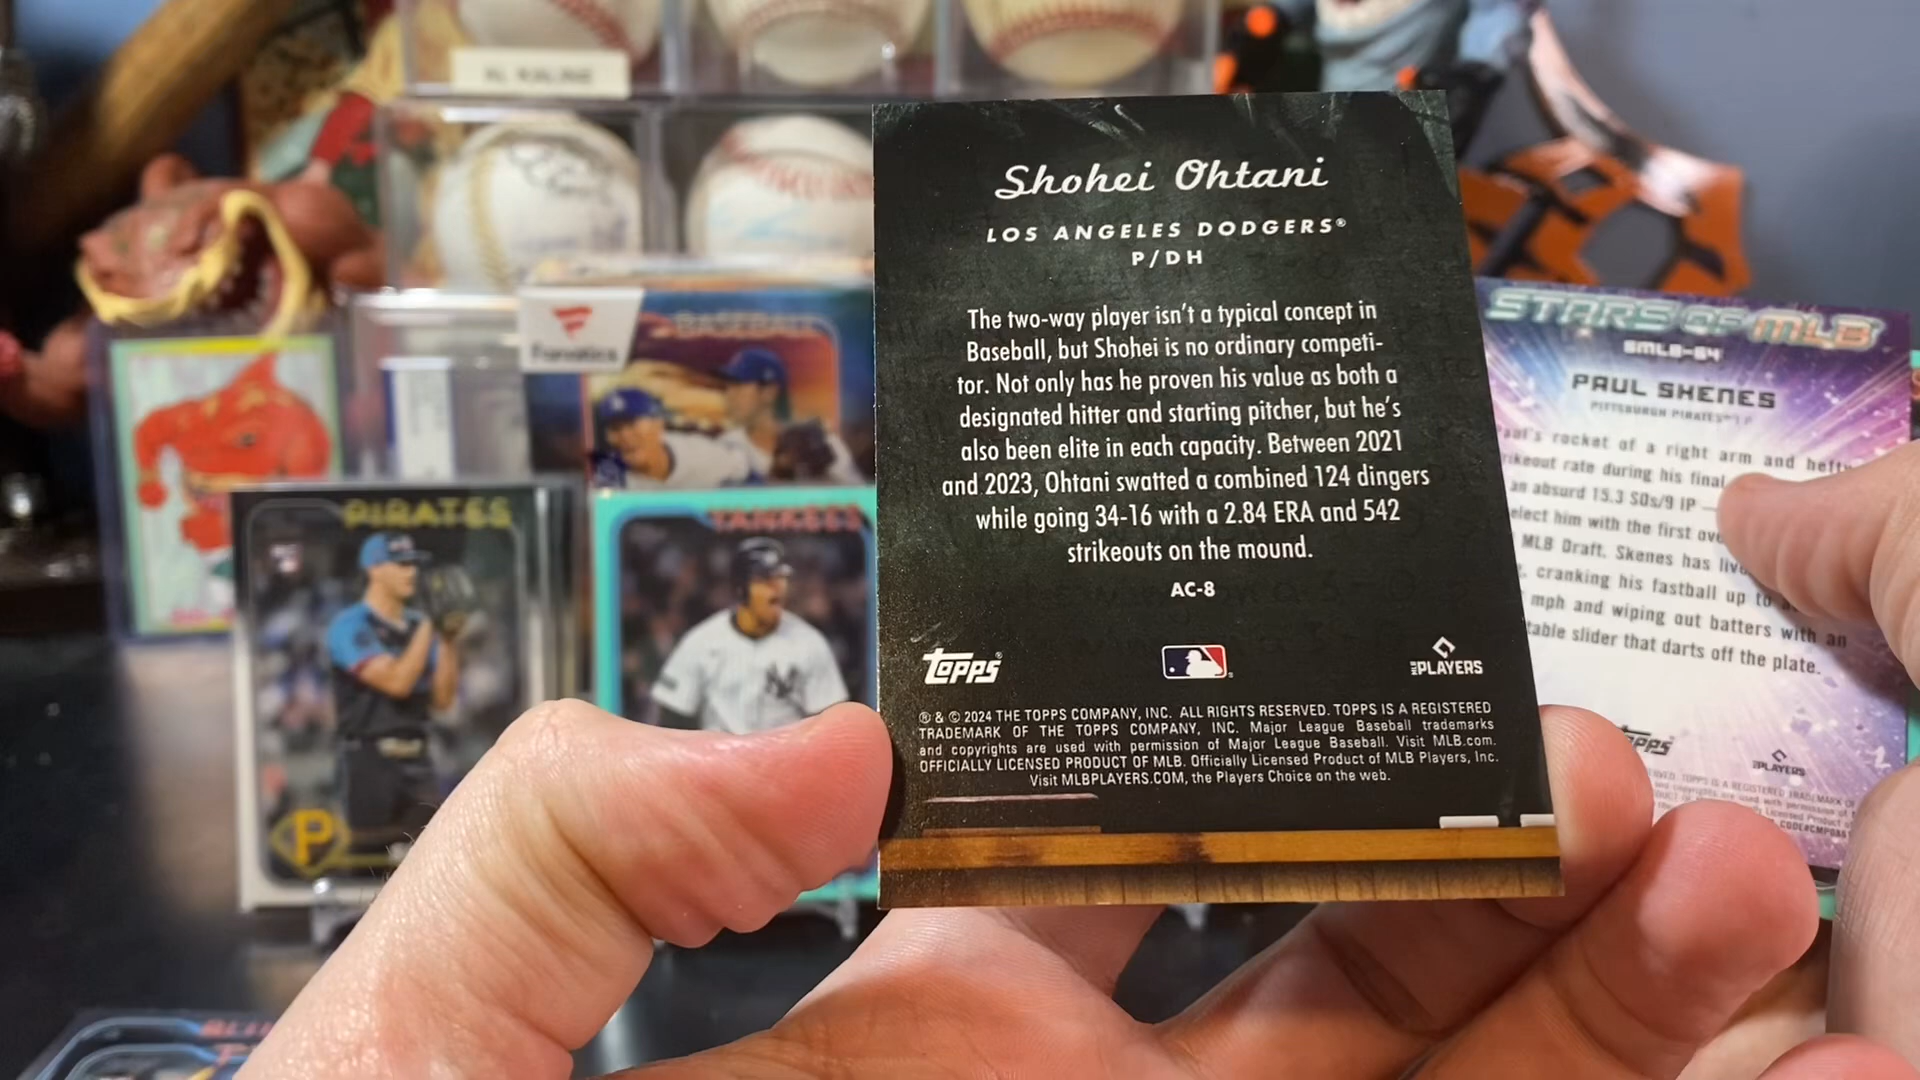 AL KALINE
Fanatics
BASEBALL
PIRATES
YANKEES
P
Shohei Ohtani
LOS ANGELES DODGERS®
P/DH
The two-way player isn't a typical concept in
Baseball, but Shohei is no ordinary competi-
tor. Not only has he proven his value as both a
designated hitter and starting pitcher, but he's
also been elite in each capacity. Between 2021
and 2023, Ohtani swatted a combined 124 dingers
while going 34-16 with a 2.84 ERA and 542
strikeouts on the mound.
AC-8
Topps®
PLAYERS
® & © 2024 THE TOPPS COMPANY, INC. ALL RIGHTS RESERVED. TOPPS IS A REGISTERED
TRADEMARK OF THE TOPPS COMPANY, INC. Major League Baseball trademarks
and copyrights are used with permission of Major League Baseball. Visit MLB.com.
OFFICIALLY LICENSED PRODUCT OF MLB. Officially Licensed Product of MLB Players, Inc.
Visit MLBPLAYERS.COM, the Players Choice on the web.
STARS OF MLB
SMLB-64
PAUL SKENES
PITTSBURGH PIRATES
rocket of a right arm and
rate during his final
an absurd 15.3 SOs/9 IP
him with the first
MLB Draft. Skenes has
cranking his fastball up to
mph and wiping out batters with an
table slider that darts off the plate.
PLAYERS